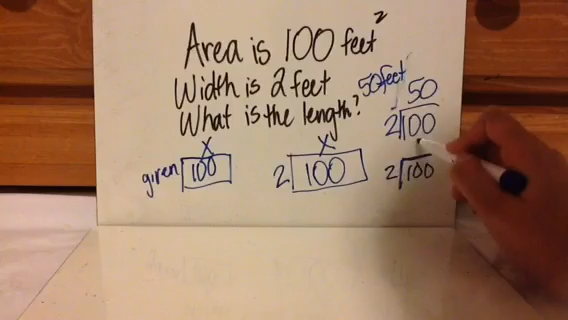 Area is 100 feet²
Width is 2 feet
What is the length?
50 feet
50
2 100
x
given 100
x
2 100
2 100